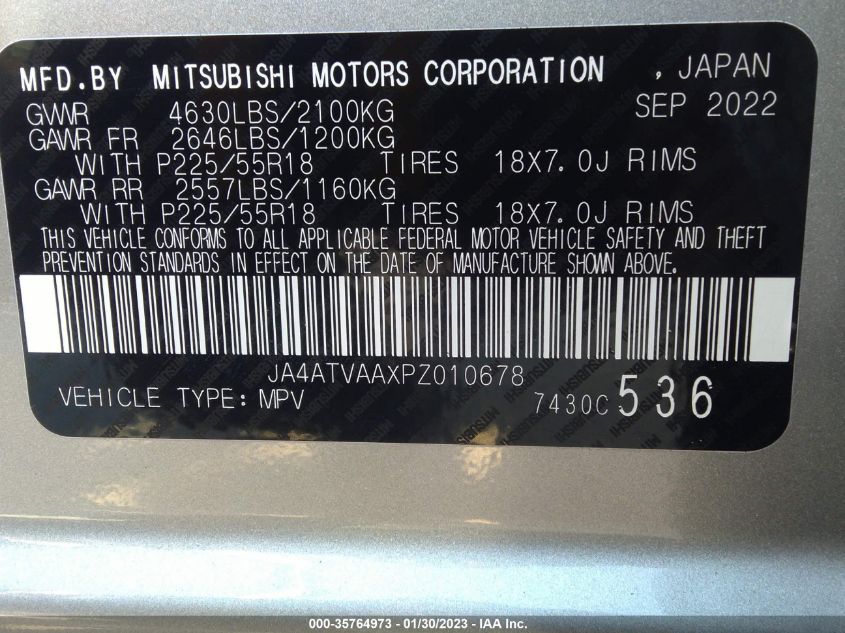 MFD.BY MITSUBISHI MOTORS CORPORATION , JAPAN
GVWR 4630LBS/2100KG SEP 2022
GAWR FR 2646LBS/1200KG
WITH P225/55R18 TIRES 18X7.0J RIMS
GAWR RR 2557LBS/1160KG
WITH P225/55R18 TIRES 18X7.0J RIMS
THIS VEHICLE CONFORMS TO ALL APPLICABLE FEDERAL MOTOR VEHICLE SAFETY AND THEFT
PREVENTION STANDARDS IN EFFECT ON THE DATE OF MANUFACTURE SHOWN ABOVE.
JA4ATVAAXPZ010678
VEHICLE TYPE: MPV 7430C 536
000-35764973 — 01/30/2023 — IAA Inc.